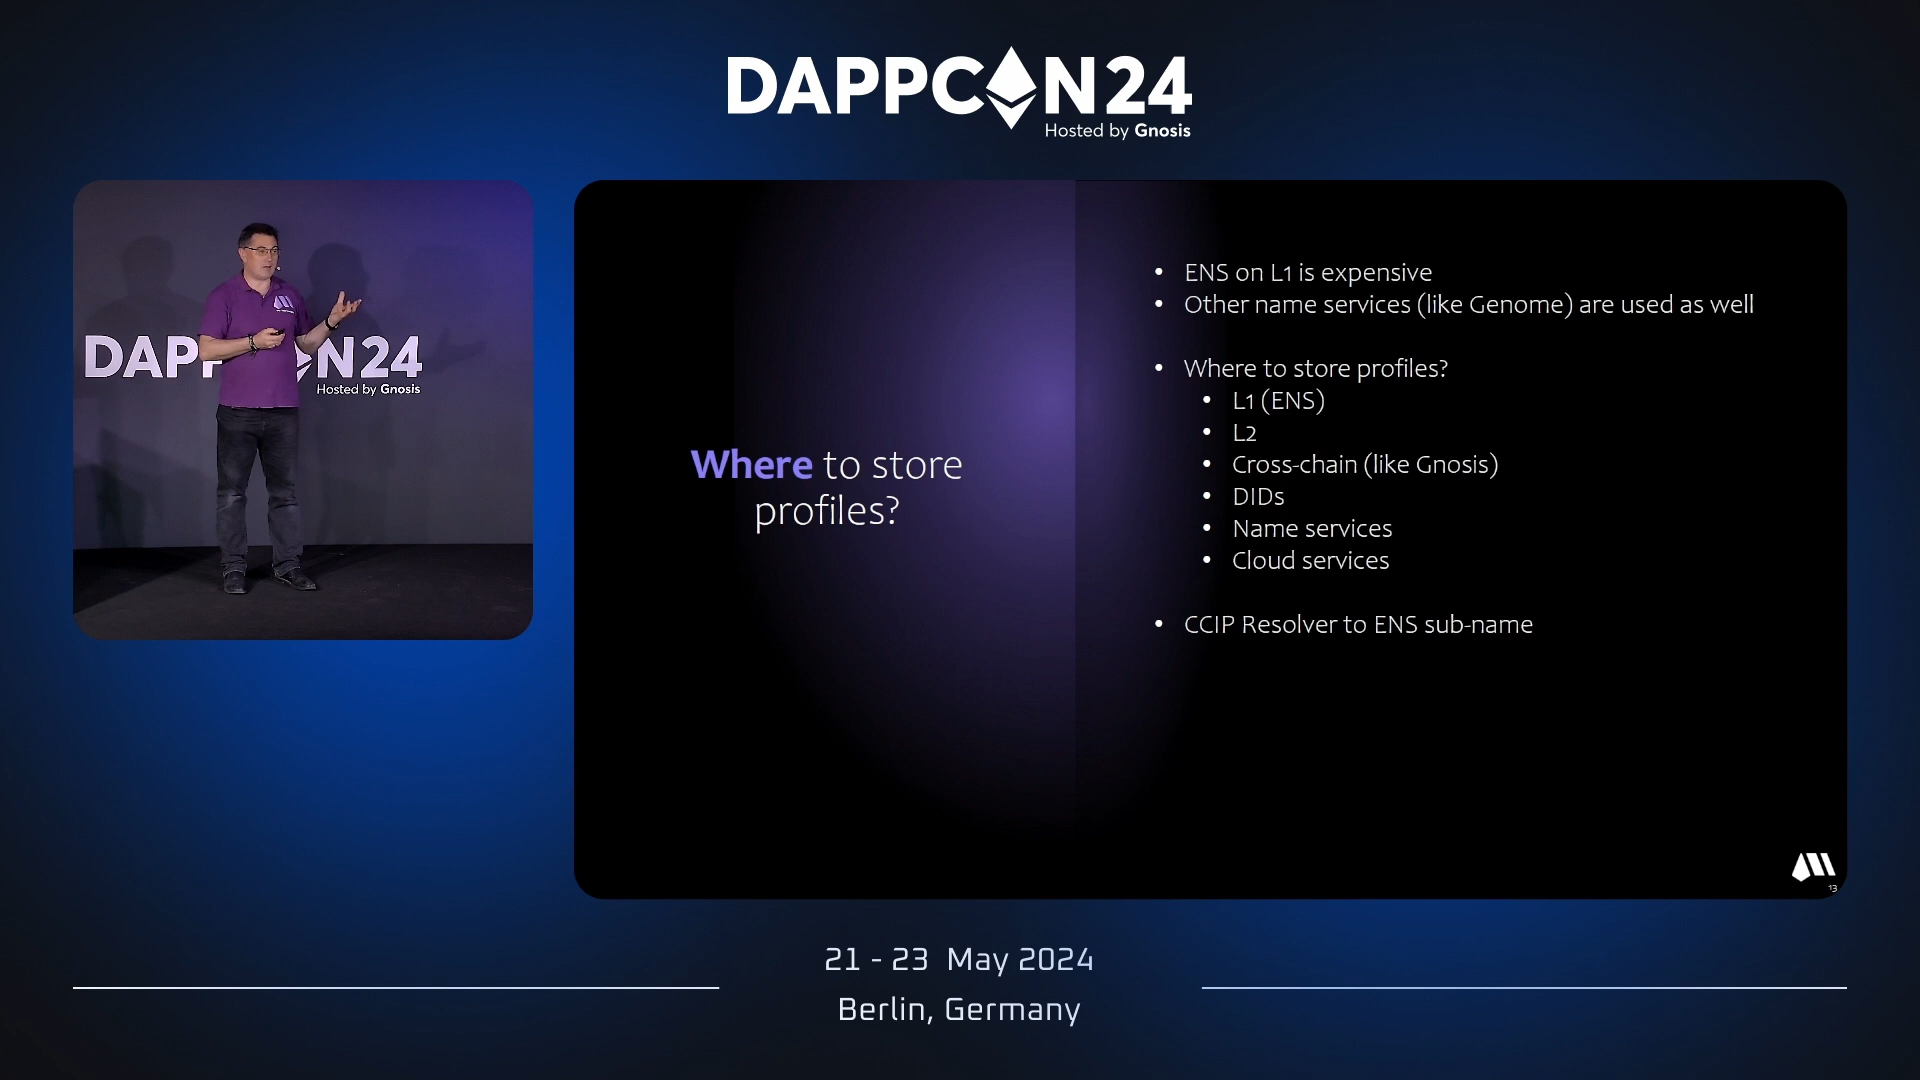 DAPPCON24
Hosted by Gnosis
DAPPCON24
Hosted by Gnosis
Where to store
profiles?
• ENS on L1 is expensive
• Other name services (like Genome) are used as well
• Where to store profiles?
• L1 (ENS)
• L2
• Cross-chain (like Gnosis)
• DIDs
• Name services
• Cloud services
• CCIP Resolver to ENS sub-name
13
21 - 23 May 2024
Berlin, Germany